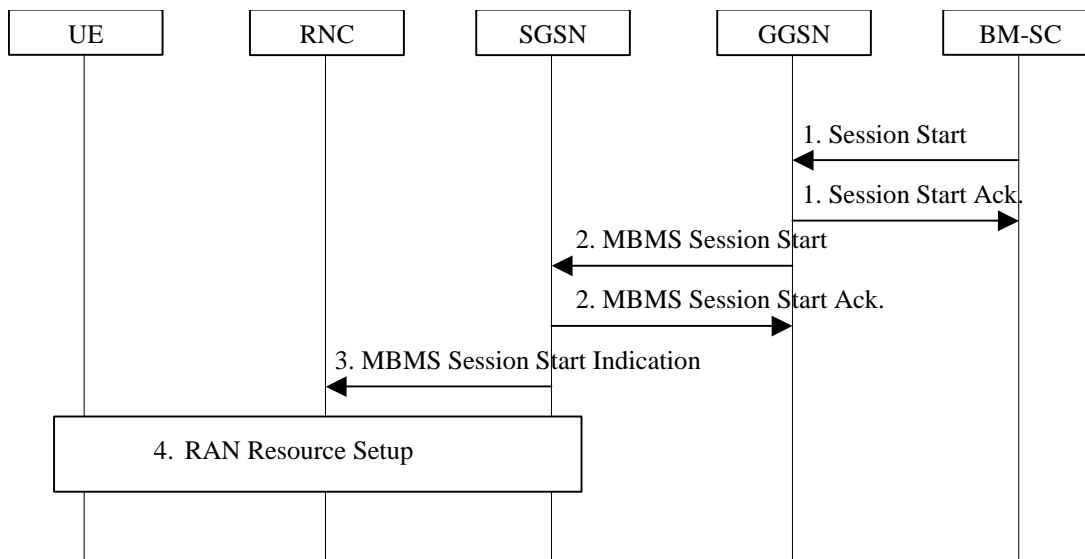 UE RNC SGSN GGSN BM-SC
1. Session Start
1. Session Start Ack.
2. MBMS Session Start
2. MBMS Session Start Ack.
3. MBMS Session Start Indication
4. RAN Resource Setup